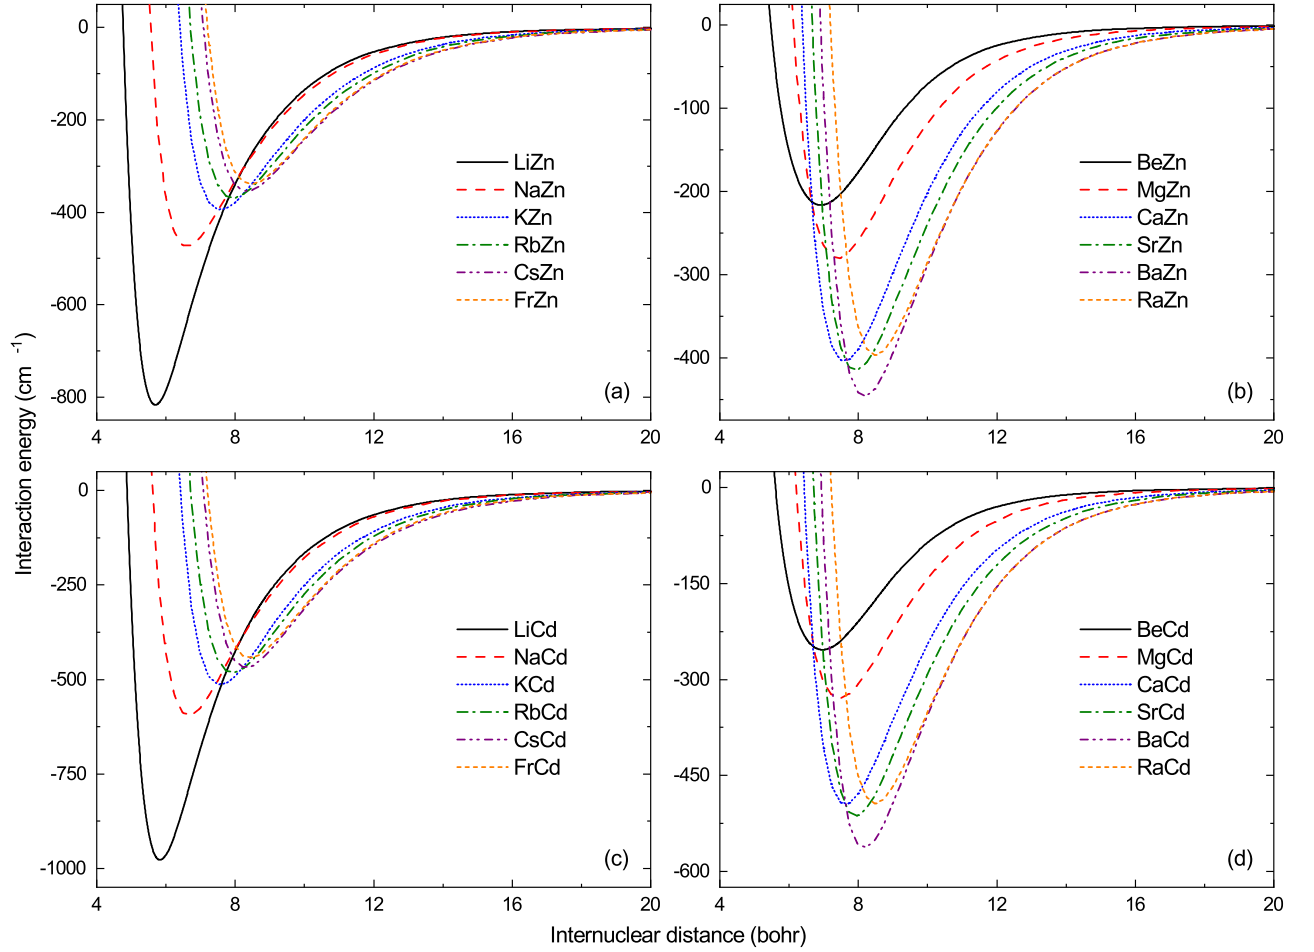 Interaction energy (cm⁻¹)
0
-200
-400
-600
-800
4
8
12
16
20
LiZn
NaZn
KZn
RbZn
CsZn
FrZn
(a)
0
-100
-200
-300
-400
4
8
12
16
20
BeZn
MgZn
CaZn
SrZn
BaZn
RaZn
(b)
0
-250
-500
-750
-1000
4
8
12
16
20
LiCd
NaCd
KCd
RbCd
CsCd
FrCd
(c)
0
-150
-300
-450
-600
4
8
12
16
20
BeCd
MgCd
CaCd
SrCd
BaCd
RaCd
(d)
Internuclear distance (bohr)